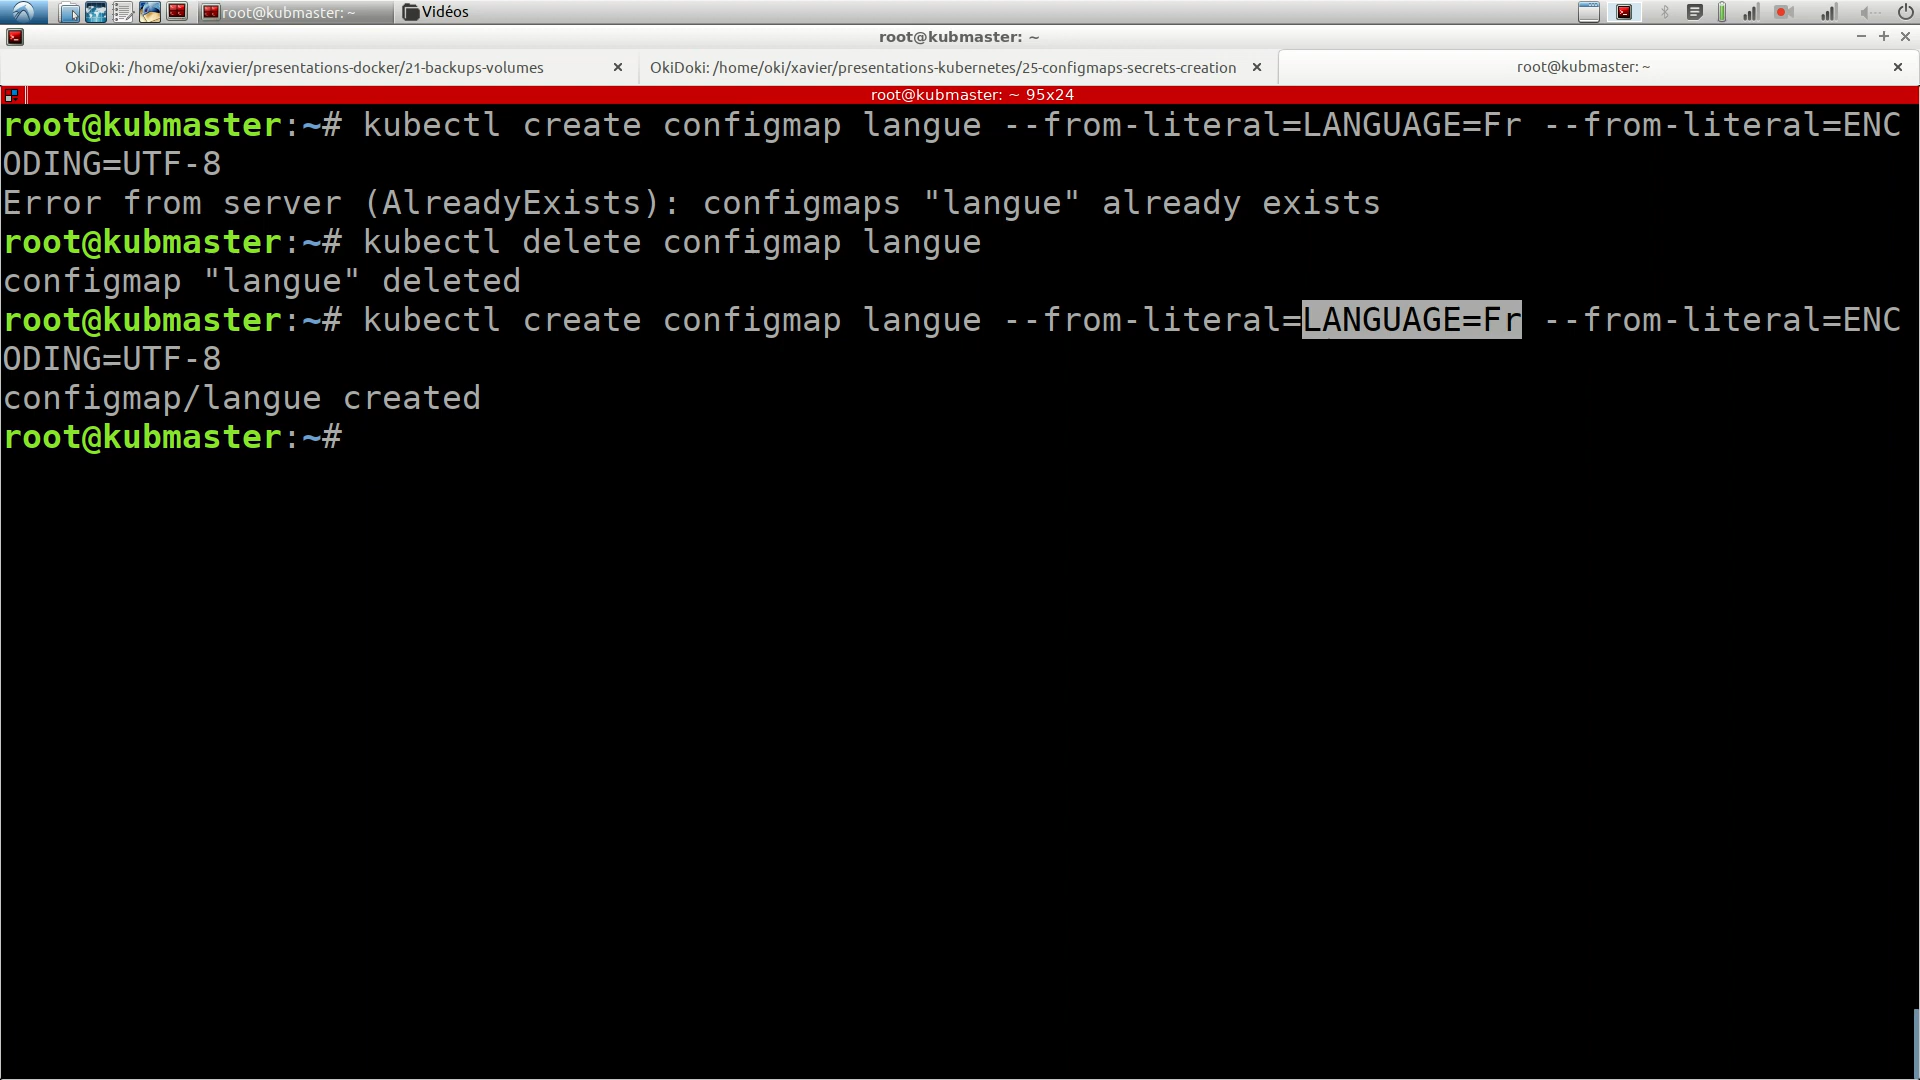 root@kubmaster: ~
Vidéos
root@kubmaster: ~
OkiDoki: /home/oki/xavier/presentations-docker/21-backups-volumes
OkiDoki: /home/oki/xavier/presentations-kubernetes/25-configmaps-secrets-creation
root@kubmaster: ~
root@kubmaster: ~ 95x24
root@kubmaster:~# kubectl create configmap langue --from-literal=LANGUAGE=Fr --from-literal=ENC
ODING=UTF-8
Error from server (AlreadyExists): configmaps "langue" already exists
root@kubmaster:~# kubectl delete configmap langue
configmap "langue" deleted
root@kubmaster:~# kubectl create configmap langue --from-literal=LANGUAGE=Fr --from-literal=ENC
ODING=UTF-8
configmap/langue created
root@kubmaster:~#